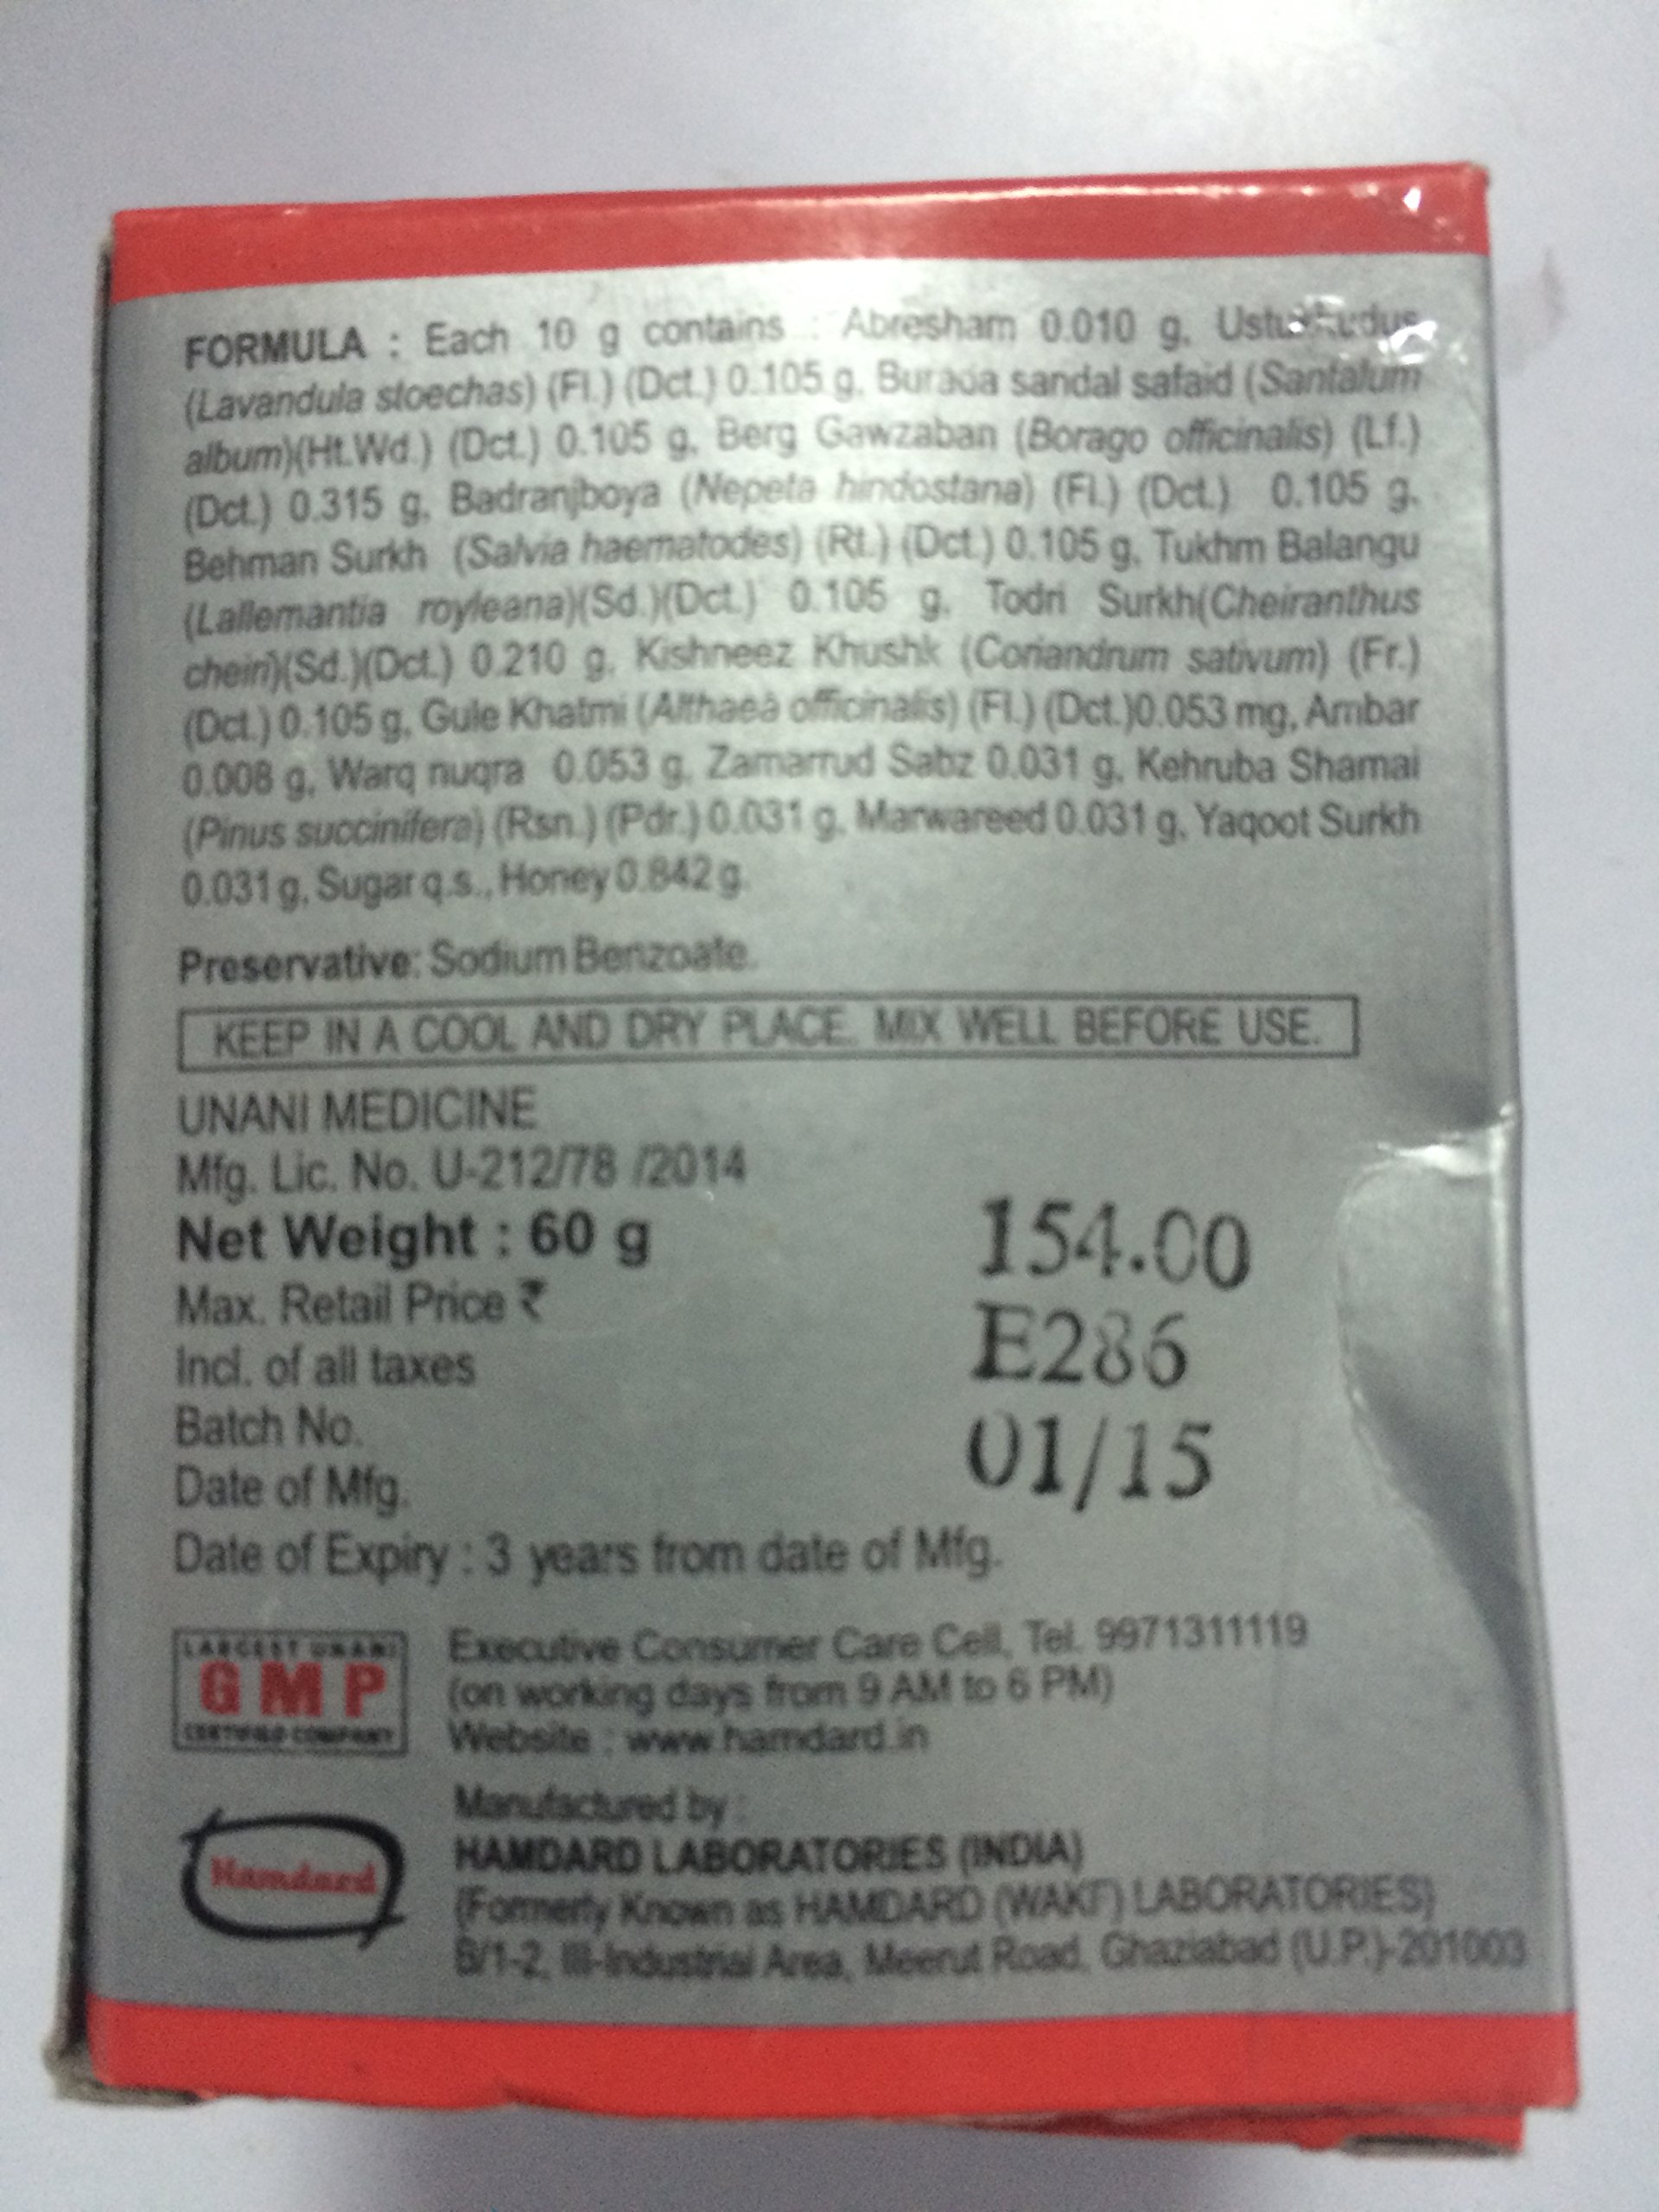 FORMULA : Each 10 g contains : Abresham 0.010 g, Ustukhudus
(Lavandula stoechas) (Fl.) (Dct.) 0.105 g, Burada sandal safaid (Santalum
album)(Ht.Wd.) (Dct.) 0.105 g, Berg Gawzaban (Borago officinalis) (Lf.)
(Dct.) 0.315 g, Badranjboya (Nepeta hindostana) (Fl.) (Dct.) 0.105 g,
Behman Surkh (Salvia haematodes) (Rt.) (Dct.) 0.105 g, Tukhm Balangu
(Lallemantia royleana)(Sd.)(Dct.) 0.105 g, Todri Surkh(Cheiranthus
cheiri)(Sd.)(Dct.) 0.210 g, Kishneez Khushk (Coriandrum sativum) (Fr.)
(Dct.) 0.105 g, Gule Khatmi (Althaea officinalis) (Fl.) (Dct.)0.053 mg, Ambar
0.008 g, Warq nuqra 0.053 g, Zamarrud Sabz 0.031 g, Kehruba Shamai
(Pinus succinifera) (Rsn.) (Pdr.) 0.031 g, Marwareed 0.031 g, Yaqoot Surkh
0.031 g, Sugar q.s., Honey 0.842 g.
Preservative: Sodium Benzoate.
KEEP IN A COOL AND DRY PLACE. MIX WELL BEFORE USE.
UNANI MEDICINE
Mfg. Lic. No. U-212/78 /2014
Net Weight : 60 g
Max. Retail Price ₹ 154.00
Incl. of all taxes
Batch No. E286
Date of Mfg. 01/15
Date of Expiry : 3 years from date of Mfg.
LARGEST UNANI
GMP
CERTIFIED COMPANY
Executive Consumer Care Cell, Tel. 9971311119
(on working days from 9 AM to 6 PM)
Website : www.hamdard.in
Hamdard
Manufactured by :
HAMDARD LABORATORIES (INDIA)
(Formerly Known as HAMDARD (WAKF) LABORATORIES)
B/1-2, III-Industrial Area, Meerut Road, Ghaziabad (U.P.)-201003